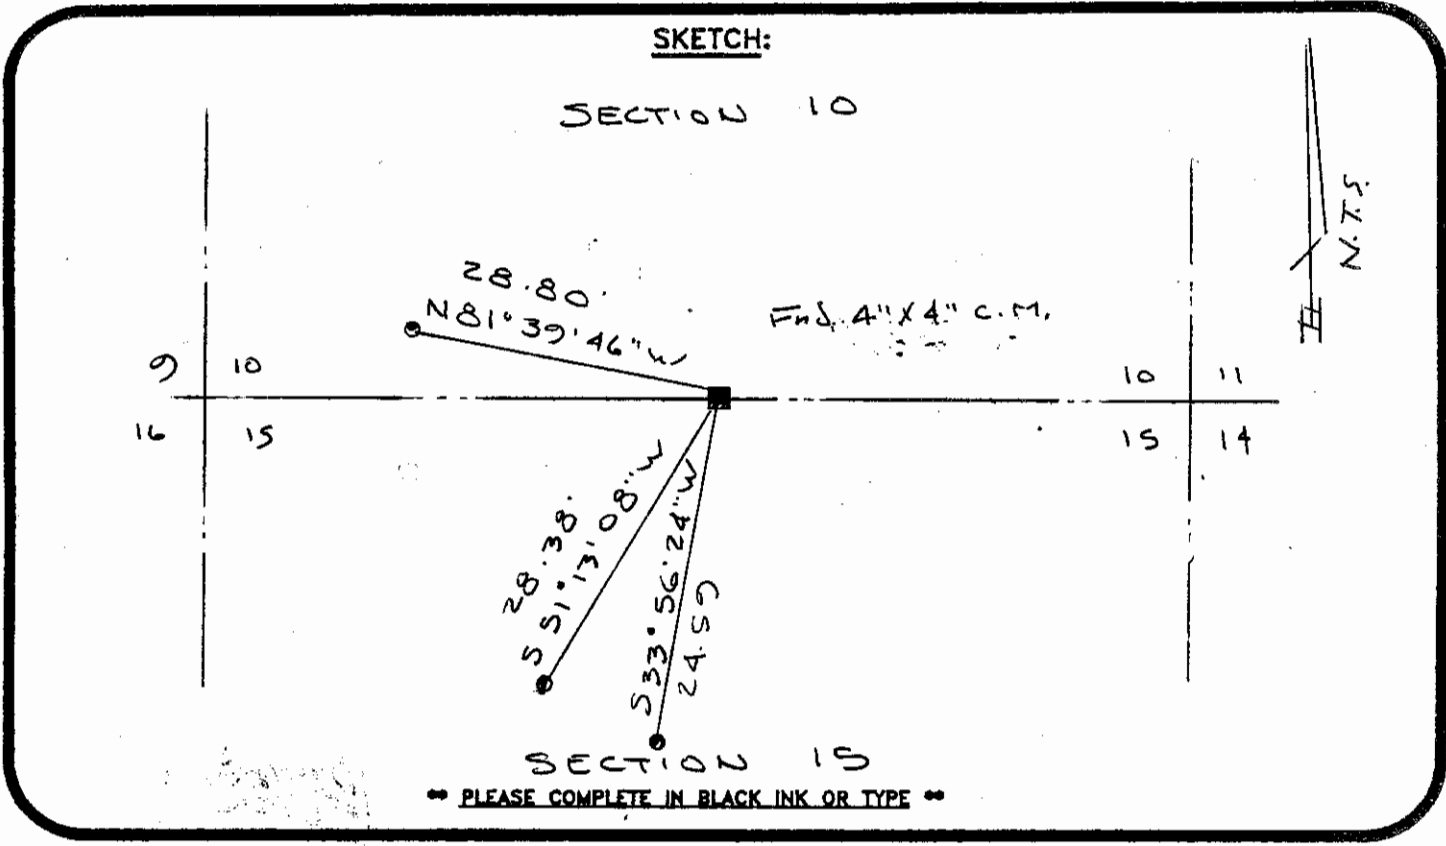 SKETCH:
SECTION 10
N.T.S.
28.80'
N81°39'46"W
Fnd. 4"X4" C.M.
9 10
16 15
10 11
15 14
28.38'
S51°13'08"W
S33°56'24"W
24.59
SECTION 15
** PLEASE COMPLETE IN BLACK INK OR TYPE **